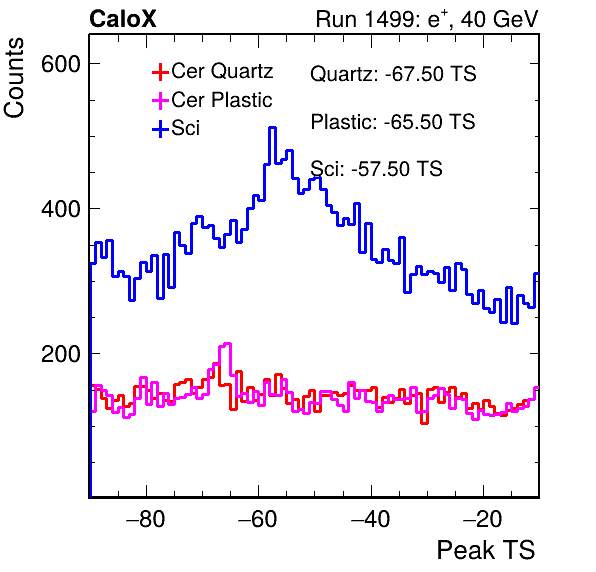 CaloX Run 1499: e⁺, 40 GeV
Counts
600
400
200
Cer Quartz
Cer Plastic
Sci
Quartz: -67.50 TS
Plastic: -65.50 TS
Sci: -57.50 TS
−80 −60 −40 −20
Peak TS